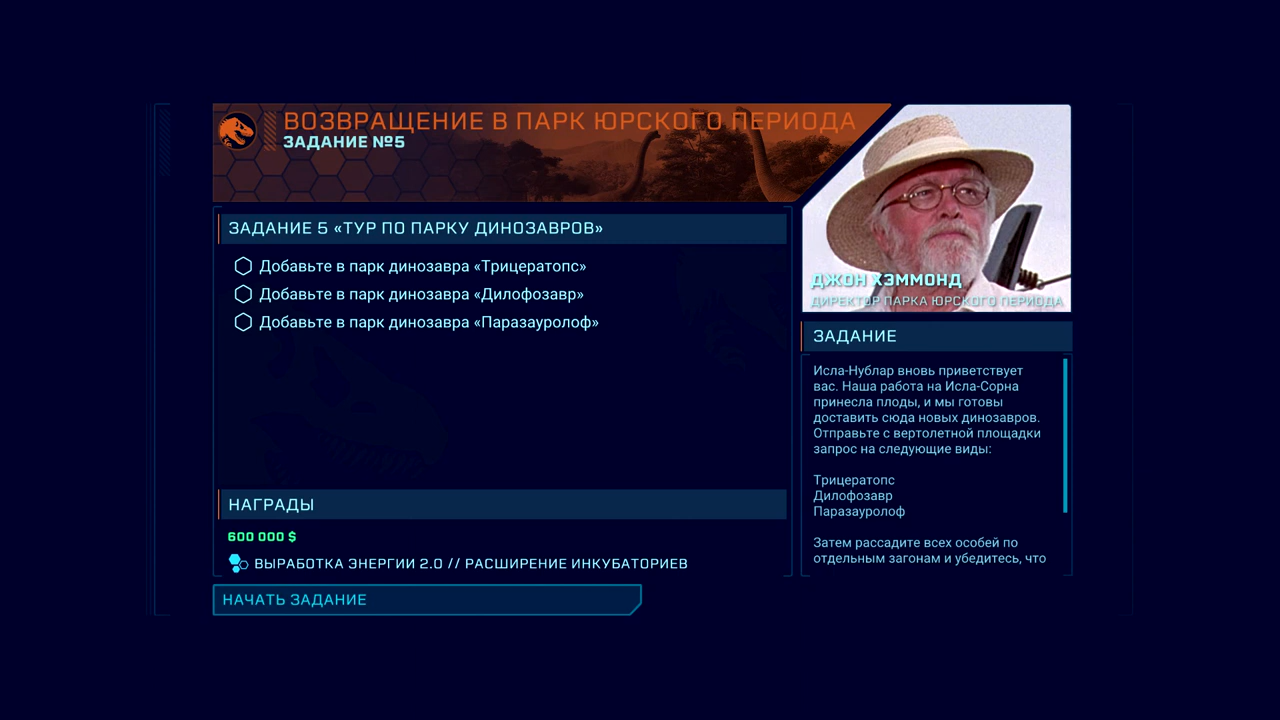 ВОЗВРАЩЕНИЕ В ПАРК ЮРСКОГО ПЕРИОДА
ЗАДАНИЕ №5
ЗАДАНИЕ 5 «ТУР ПО ПАРКУ ДИНОЗАВРОВ»
Добавьте в парк динозавра «Трицератопс»
Добавьте в парк динозавра «Дилофозавр»
Добавьте в парк динозавра «Паразауролоф»
НАГРАДЫ
600 000 $
ВЫРАБОТКА ЭНЕРГИИ 2.0 // РАСШИРЕНИЕ ИНКУБАТОРИЕВ
НАЧАТЬ ЗАДАНИЕ
ДЖОН ХЭММОНД
ДИРЕКТОР ПАРКА ЮРСКОГО ПЕРИОДА
ЗАДАНИЕ
Исла-Нублар вновь приветствует
вас. Наша работа на Исла-Сорна
принесла плоды, и мы готовы
доставить сюда новых динозавров.
Отправьте с вертолетной площадки
запрос на следующие виды:
Трицератопс
Дилофозавр
Паразауролоф
Затем рассадите всех особей по
отдельным загонам и убедитесь, что